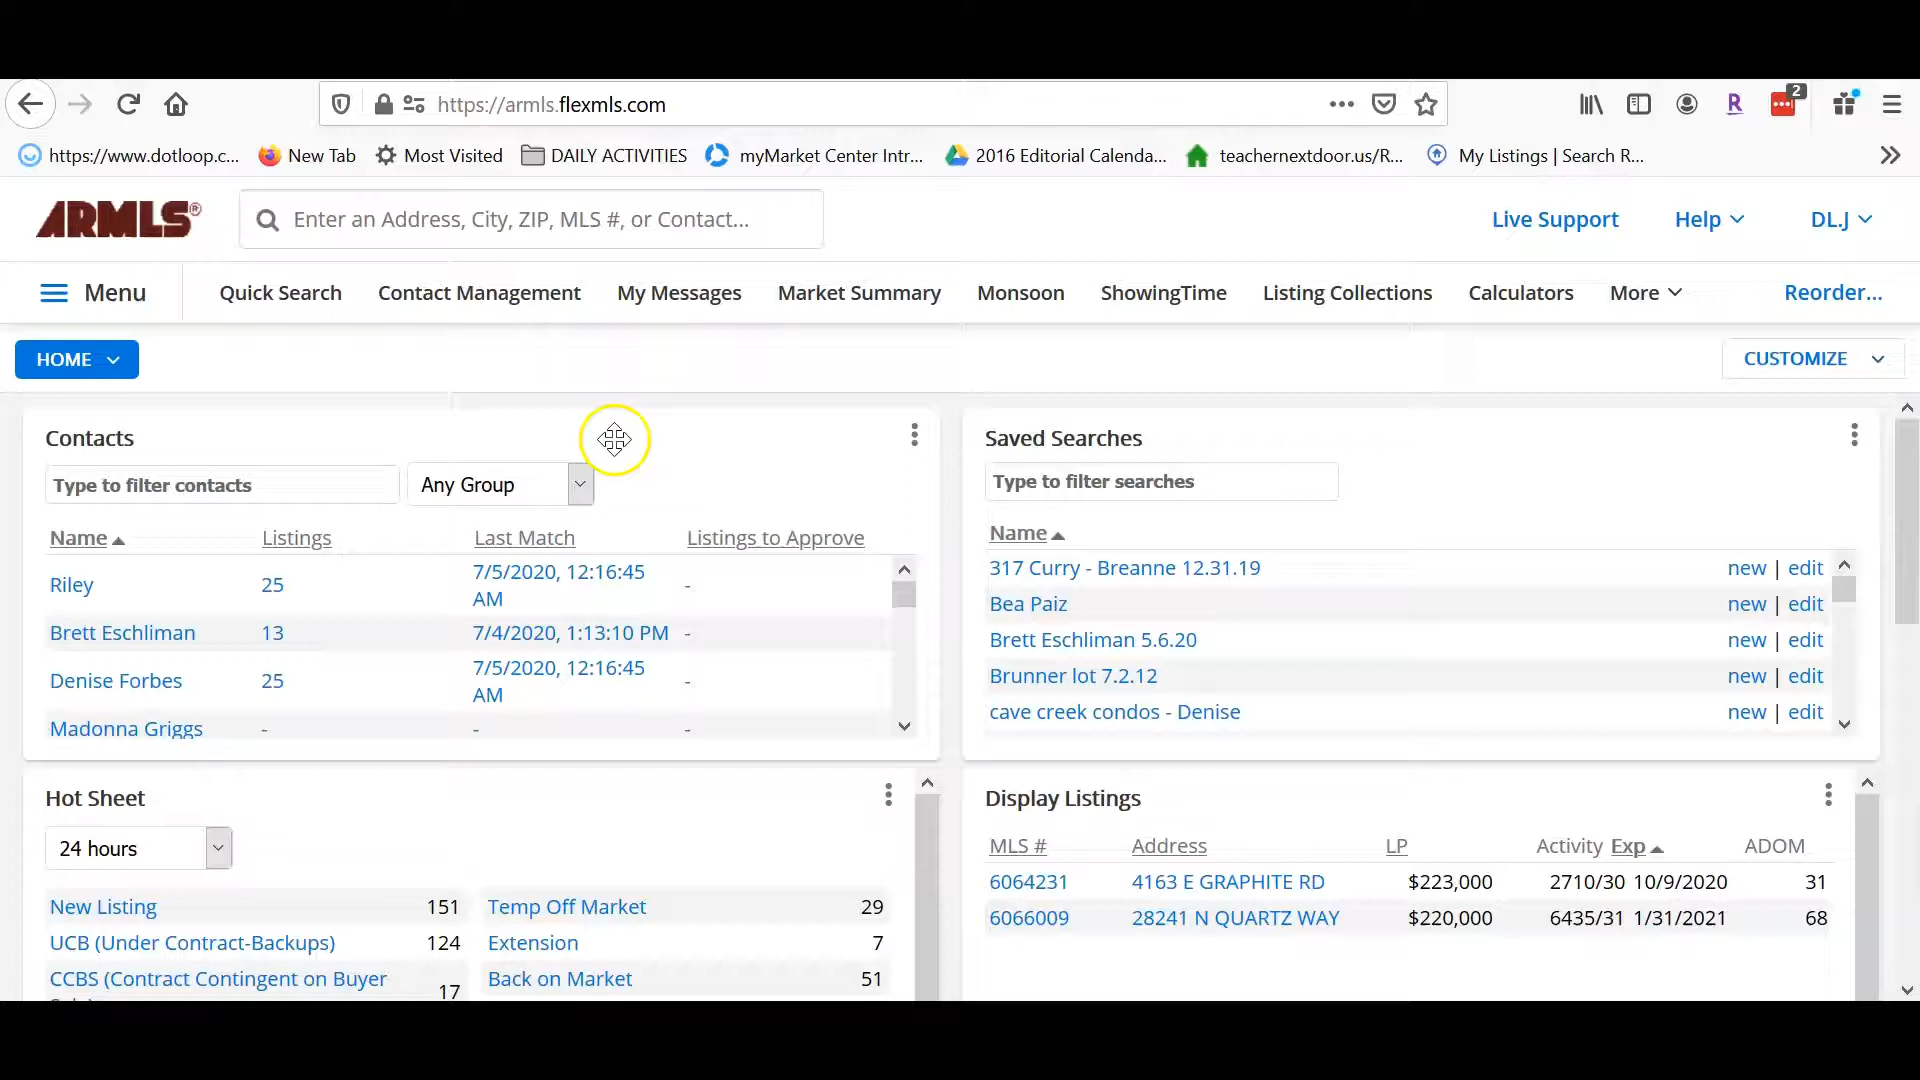 https://armls.flexmls.com
2
https://www.dotloop.c... New Tab Most Visited DAILY ACTIVITIES myMarket Center Intr... 2016 Editorial Calenda... teachernextdoor.us/R... My Listings | Search R...
ARMLS® Enter an Address, City, ZIP, MLS #, or Contact... Live Support Help DL.J
Menu Quick Search Contact Management My Messages Market Summary Monsoon ShowingTime Listing Collections Calculators More Reorder...
HOME CUSTOMIZE
Contacts
Type to filter contacts Any Group
Name Listings Last Match Listings to Approve
Riley 25 7/5/2020, 12:16:45 AM -
Brett Eschliman 13 7/4/2020, 1:13:10 PM -
Denise Forbes 25 7/5/2020, 12:16:45 AM -
Madonna Griggs - - -
Saved Searches
Type to filter searches
Name
317 Curry - Breanne 12.31.19 new | edit
Bea Paiz new | edit
Brett Eschliman 5.6.20 new | edit
Brunner lot 7.2.12 new | edit
cave creek condos - Denise new | edit
Hot Sheet
24 hours
New Listing 151 Temp Off Market 29
UCB (Under Contract-Backups) 124 Extension 7
CCBS (Contract Contingent on Buyer 17 Back on Market 51
Display Listings
MLS # Address LP Activity Exp ADOM
6064231 4163 E GRAPHITE RD $223,000 2710/30 10/9/2020 31
6066009 28241 N QUARTZ WAY $220,000 6435/31 1/31/2021 68